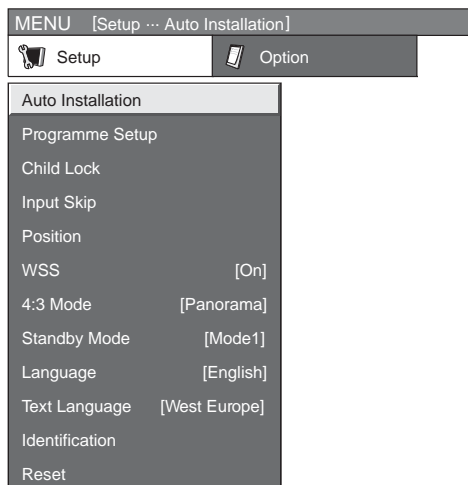 MENU [Setup ··· Auto Installation]
Setup Option
Auto Installation
Programme Setup
Child Lock
Input Skip
Position
WSS [On]
4:3 Mode [Panorama]
Standby Mode [Mode1]
Language [English]
Text Language [West Europe]
Identification
Reset